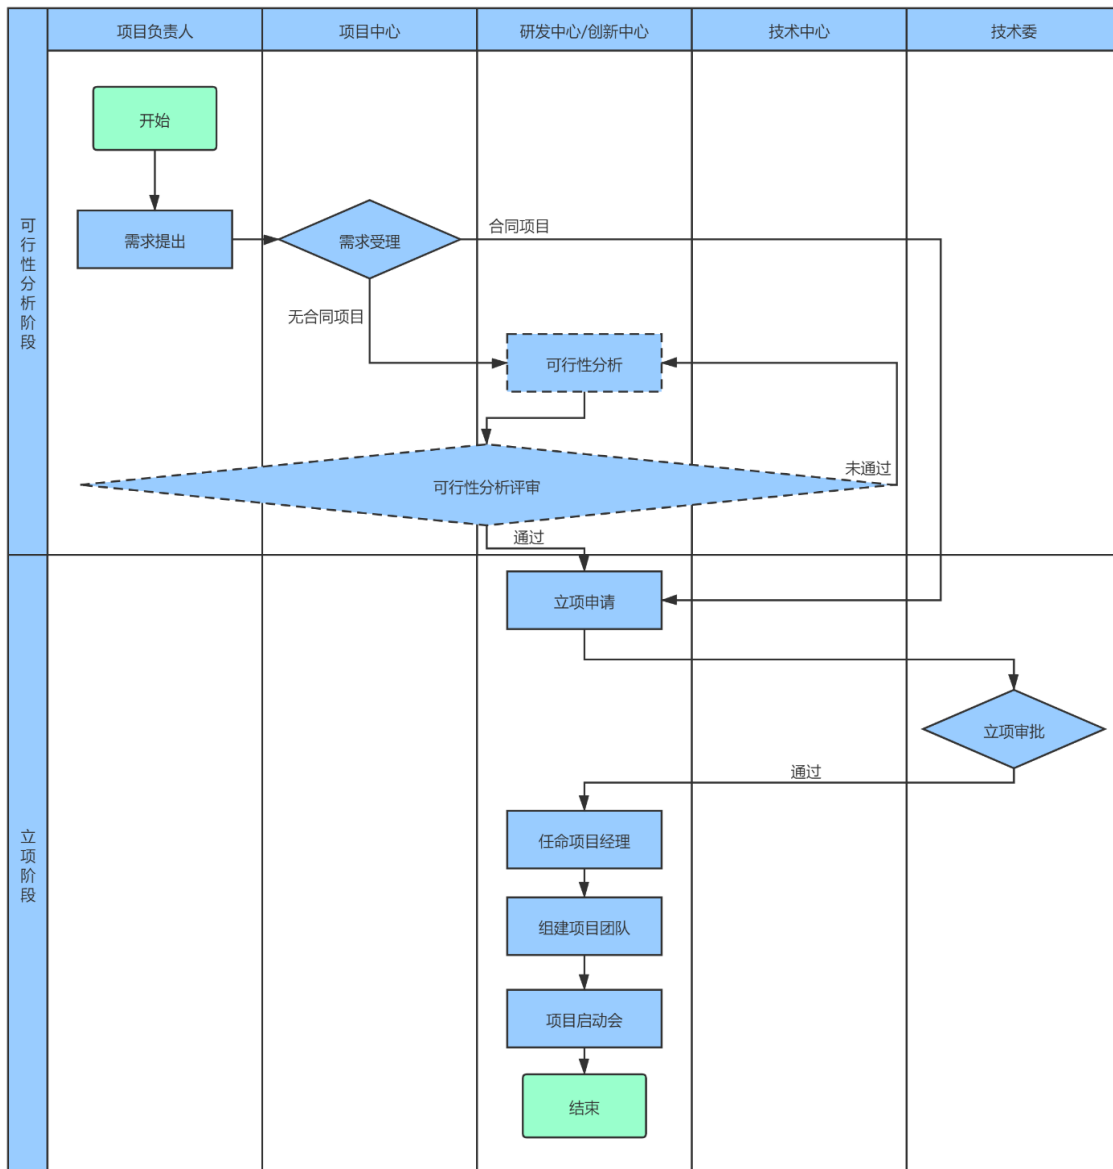 项目负责人
项目中心
研发中心/创新中心
技术中心
技术委
可行性分析阶段
开始
需求提出
需求受理
合同项目
无合同项目
可行性分析
可行性分析评审
未通过
通过
立项阶段
立项申请
立项审批
通过
任命项目经理
组建项目团队
项目启动会
结束